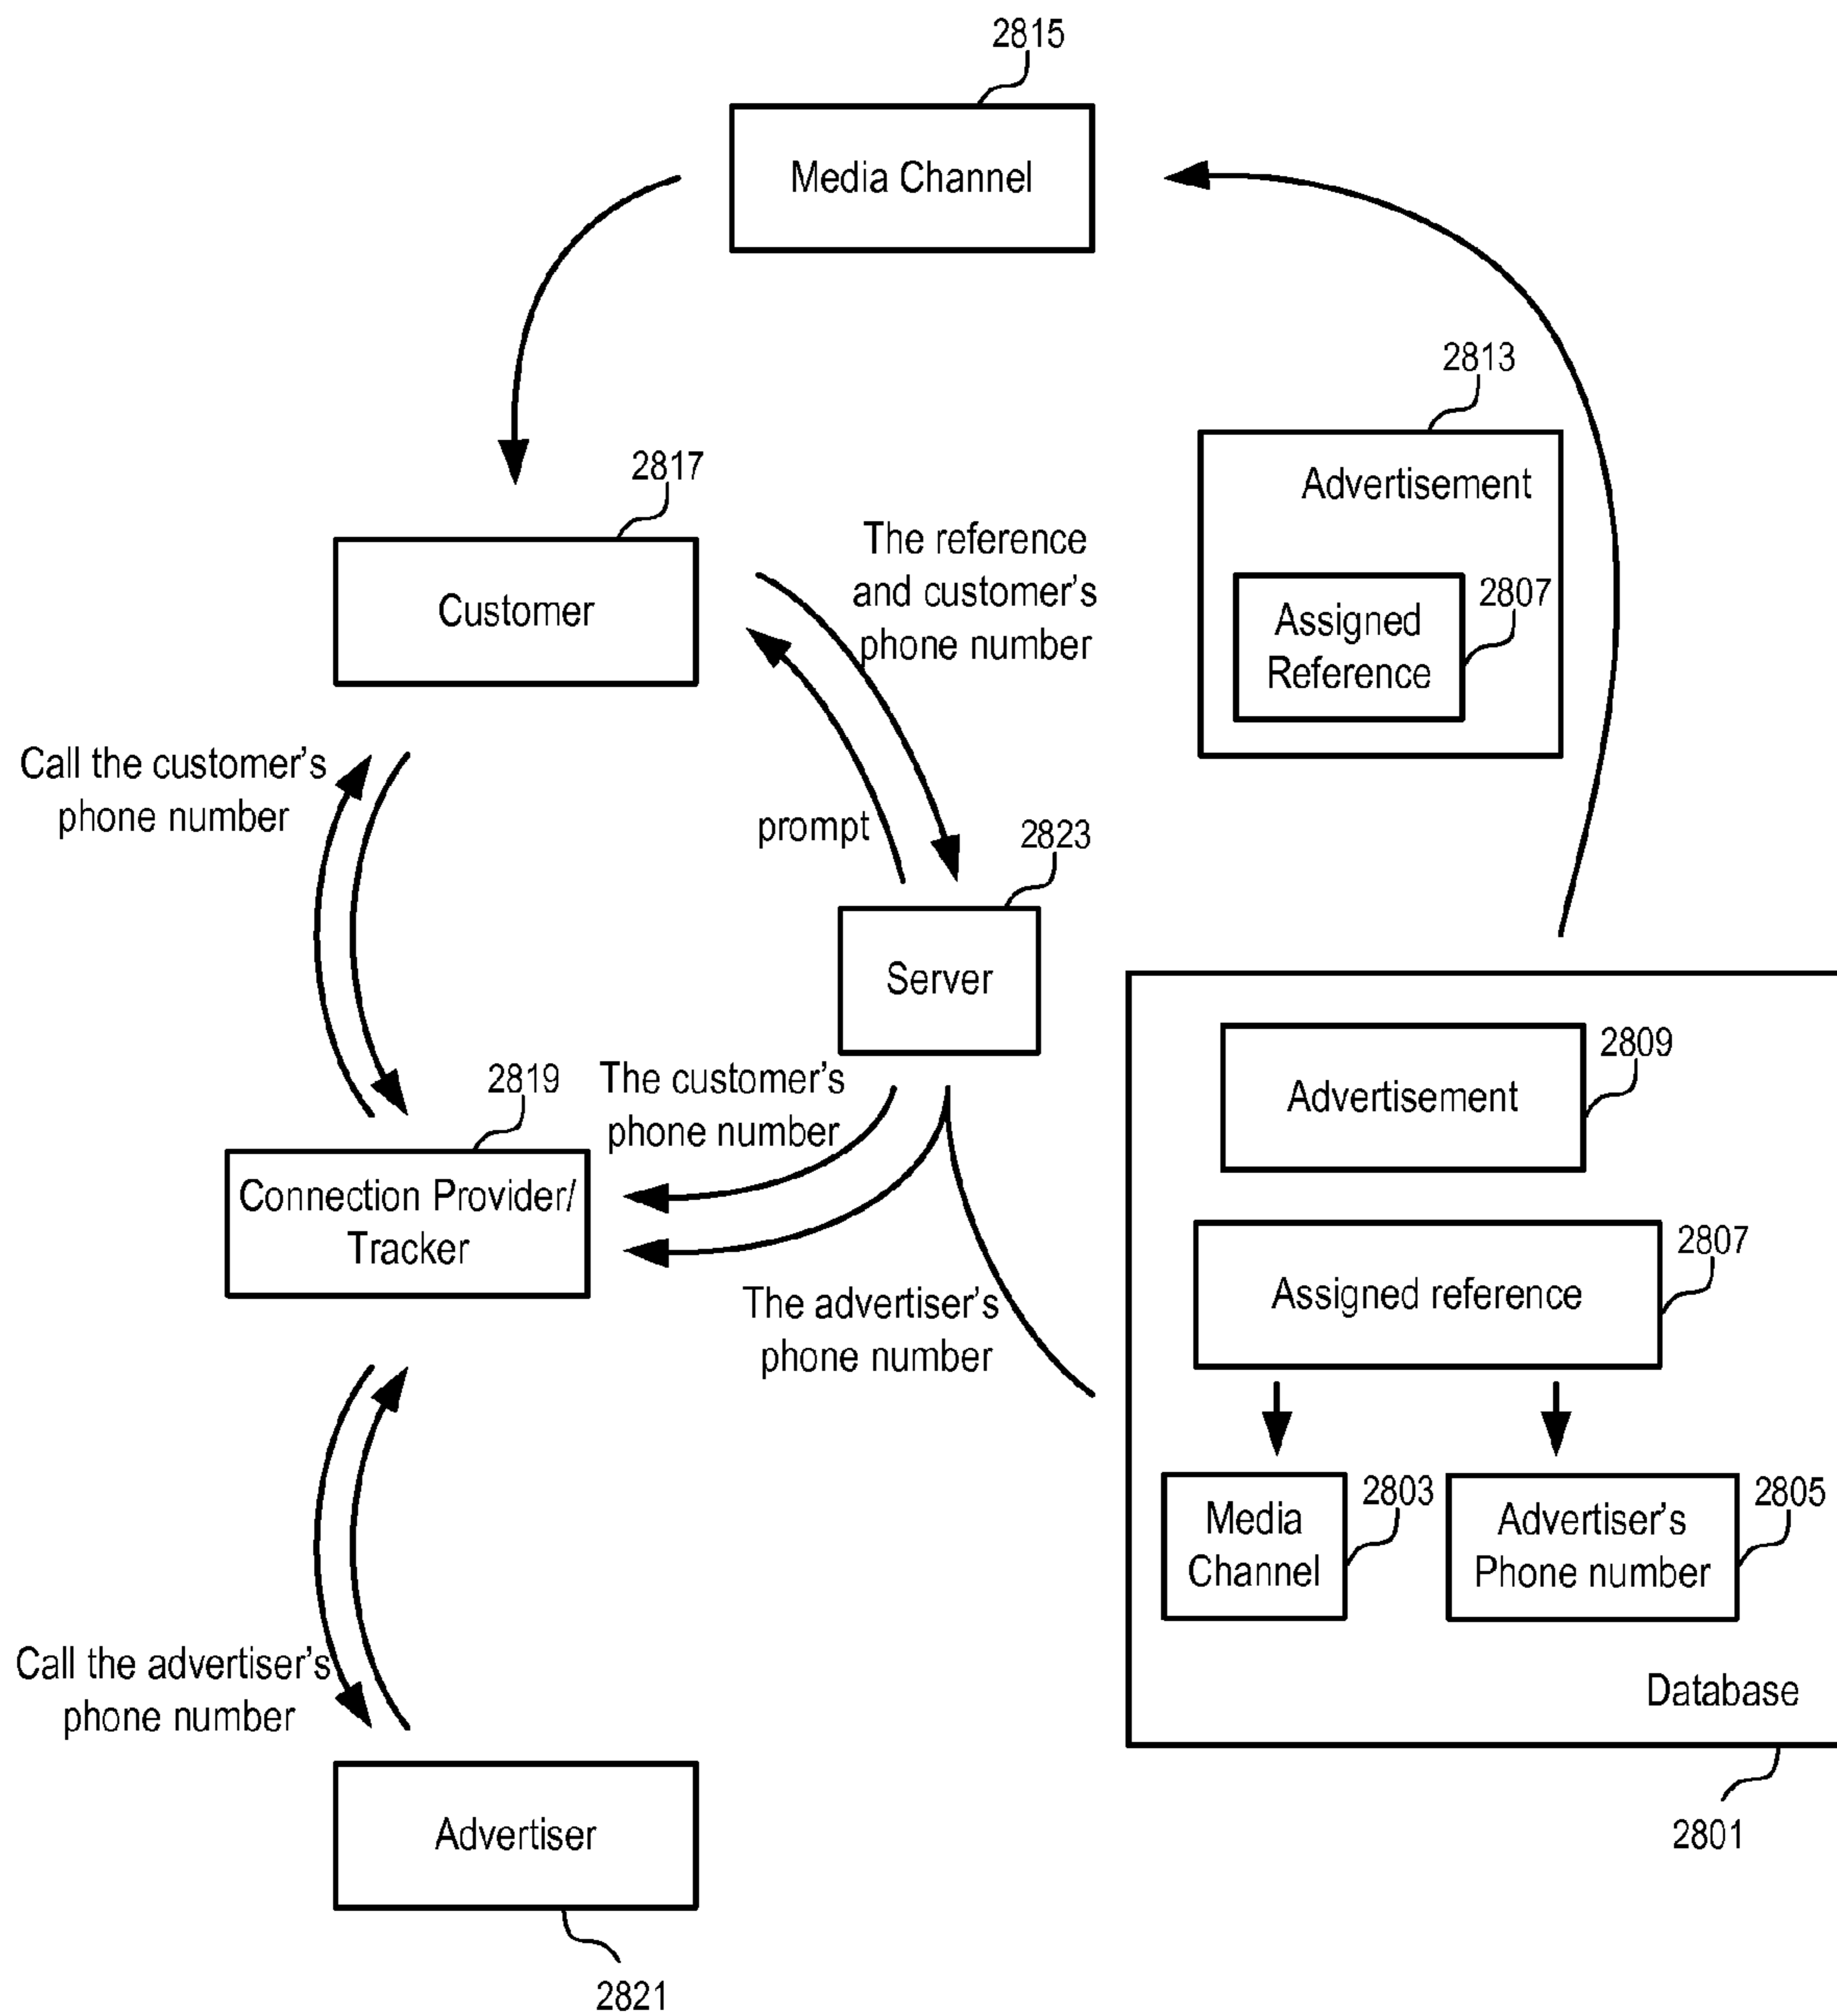 2815
Media Channel
2813
Advertisement
2817
The reference
and customer's
phone number
2807
Assigned
Reference
Customer
Call the customer's
phone number
prompt
2823
Server
2809
Advertisement
2819
The customer's
phone number
Connection Provider/
Tracker
2807
Assigned reference
The advertiser's
phone number
2803
Media
Channel
2805
Advertiser's
Phone number
Call the advertiser's
phone number
Database
2801
Advertiser
2821